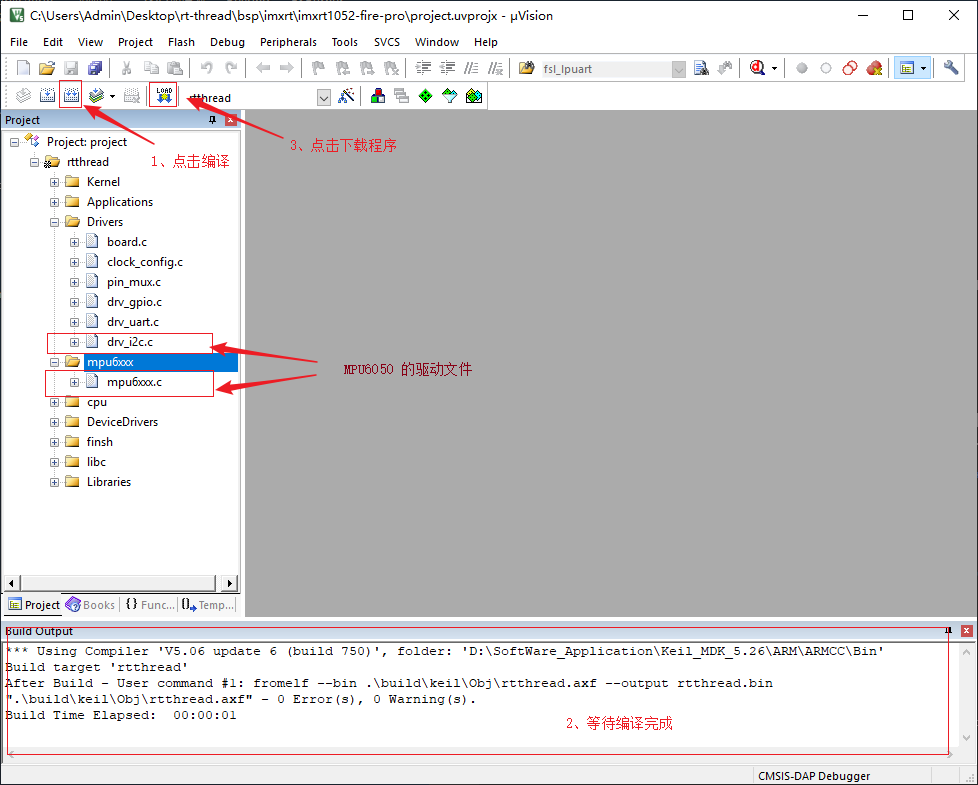 C:\Users\Admin\Desktop\rt-thread\bsp\imxrt\imxrt1052-fire-pro\project.uvprojx - µVision
File Edit View Project Flash Debug Peripherals Tools SVCS Window Help
fsl_lpuart
LOAD
rtthread
Project
1、点击编译
3、点击下载程序
Project: project
rtthread
Kernel
Applications
Drivers
board.c
clock_config.c
pin_mux.c
drv_gpio.c
drv_uart.c
drv_i2c.c
mpu6xxx
MPU6050 的驱动文件
mpu6xxx.c
cpu
DeviceDrivers
finsh
libc
Libraries
Project Books {} Func... Temp...
Build Output
*** Using Compiler 'V5.06 update 6 (build 750)', folder: 'D:\SoftWare_Application\Keil_MDK_5.26\ARM\ARMCC\Bin'
Build target 'rtthread'
After Build - User command #1: fromelf --bin .\build\keil\Obj\rtthread.axf --output rtthread.bin
".\build\keil\Obj\rtthread.axf" - 0 Error(s), 0 Warning(s).
Build Time Elapsed:  00:00:01
2、等待编译完成
CMSIS-DAP Debugger